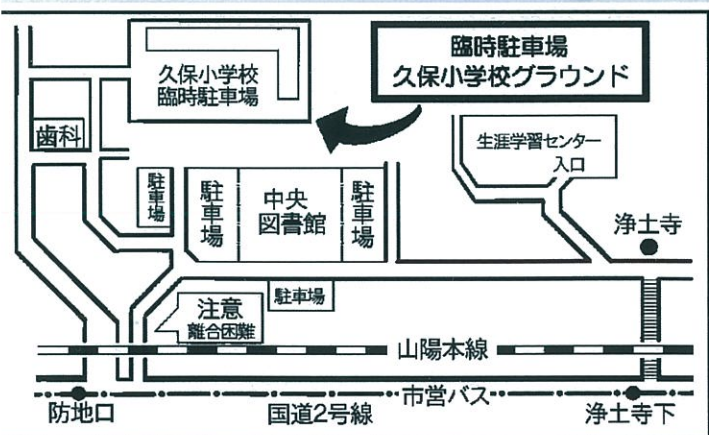 臨時駐車場
久保小学校グラウンド
久保小学校
臨時駐車場
歯科
生涯学習センター
入口
駐車場
駐車場
中央
図書館
駐車場
浄土寺
注意
離合困難
駐車場
山陽本線
市営バス
防地口
国道2号線
浄土寺下